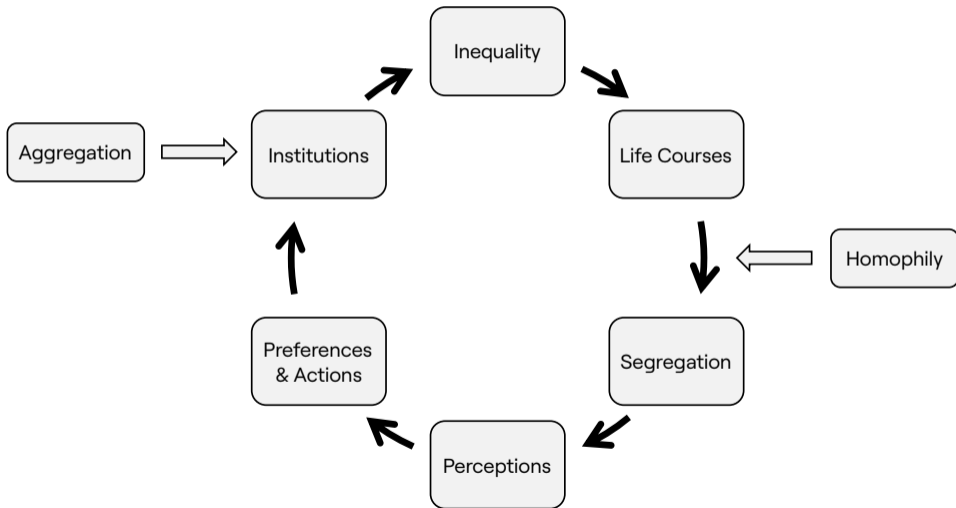 Inequality
Aggregation
Institutions
Life Courses
Homophily
Preferences
& Actions
Segregation
Perceptions